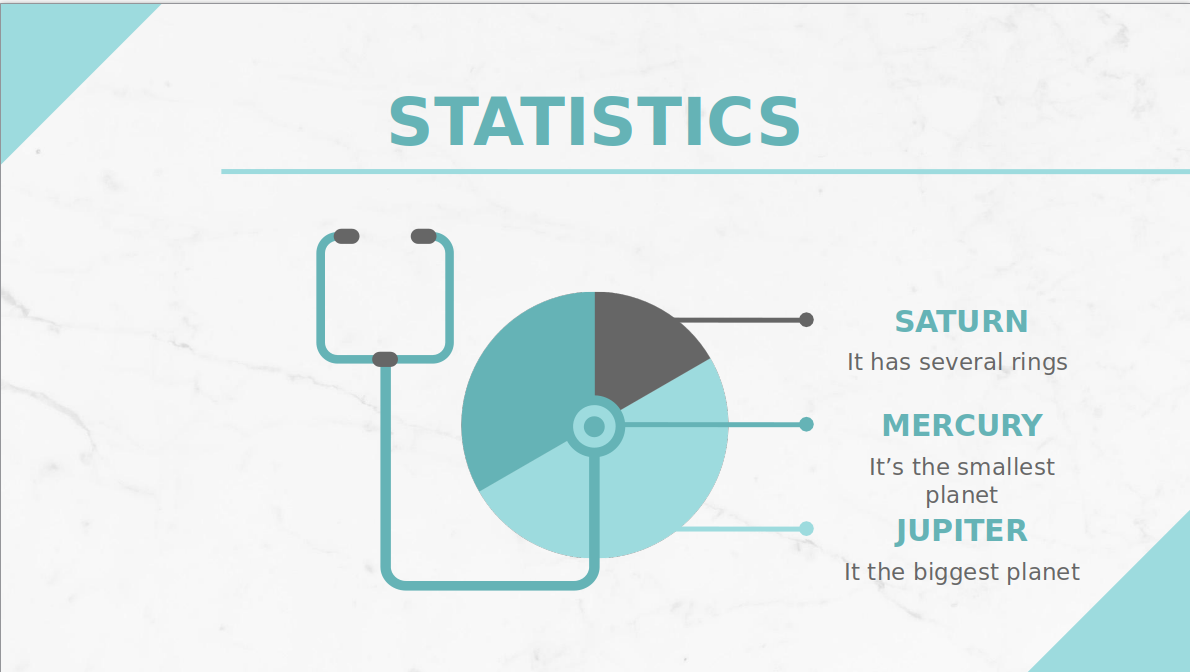 STATISTICS
SATURN
It has several rings
MERCURY
It’s the smallest
planet
JUPITER
It the biggest planet